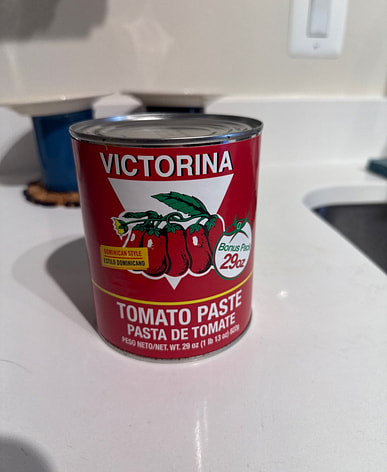 VICTORINA
Bonus Pack
29oz
DOMINICAN STYLE
ESTILO DOMINICANO
TOMATO PASTE
PASTA DE TOMATE
PESO NETO/NET. WT. 29 oz (1 lb 13 oz) 822g